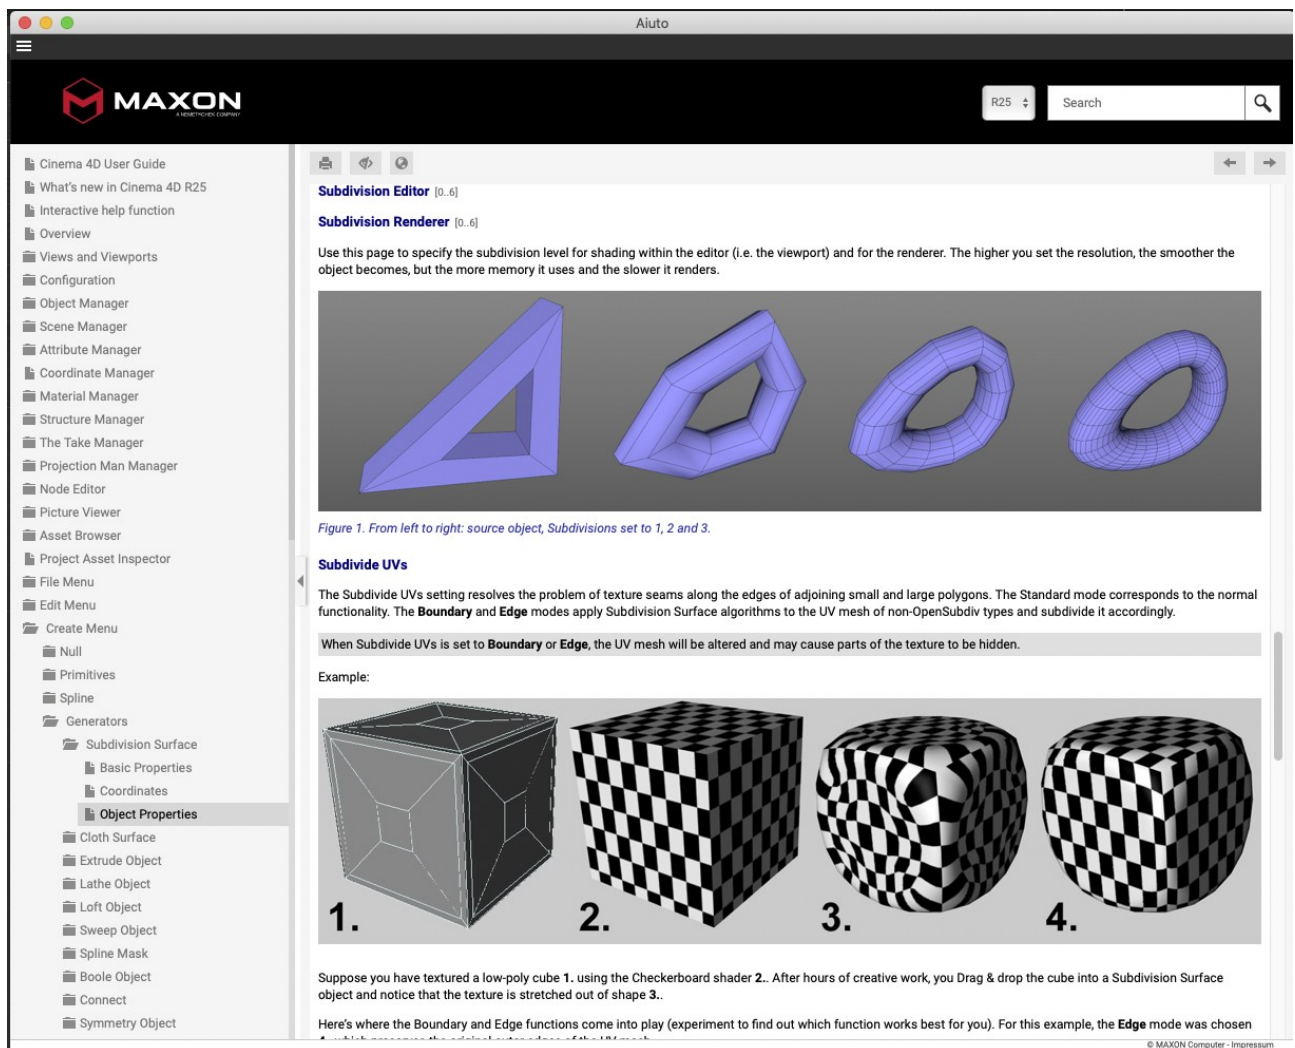 Aiuto
MAXON
A NEMETSCHEK COMPANY
R25
Search
Cinema 4D User Guide
What's new in Cinema 4D R25
Interactive help function
Overview
Views and Viewports
Configuration
Object Manager
Scene Manager
Attribute Manager
Coordinate Manager
Material Manager
Structure Manager
The Take Manager
Projection Man Manager
Node Editor
Picture Viewer
Asset Browser
Project Asset Inspector
File Menu
Edit Menu
Create Menu
Null
Primitives
Spline
Generators
Subdivision Surface
Basic Properties
Coordinates
Object Properties
Cloth Surface
Extrude Object
Lathe Object
Loft Object
Sweep Object
Spline Mask
Boole Object
Connect
Symmetry Object
Subdivision Editor [0..6]
Subdivision Renderer [0..6]
Use this page to specify the subdivision level for shading within the editor (i.e. the viewport) and for the renderer. The higher you set the resolution, the smoother the
object becomes, but the more memory it uses and the slower it renders.
Figure 1. From left to right: source object, Subdivisions set to 1, 2 and 3.
Subdivide UVs
The Subdivide UVs setting resolves the problem of texture seams along the edges of adjoining small and large polygons. The Standard mode corresponds to the normal
functionality. The Boundary and Edge modes apply Subdivision Surface algorithms to the UV mesh of non-OpenSubdiv types and subdivide it accordingly.
When Subdivide UVs is set to Boundary or Edge, the UV mesh will be altered and may cause parts of the texture to be hidden.
Example:
1. 2. 3. 4.
Suppose you have textured a low-poly cube 1. using the Checkerboard shader 2.. After hours of creative work, you Drag & drop the cube into a Subdivision Surface
object and notice that the texture is stretched out of shape 3..
Here's where the Boundary and Edge functions come into play (experiment to find out which function works best for you). For this example, the Edge mode was chosen
4. which preserves the original outer edges of the UV mesh.
© MAXON Computer - Impressum